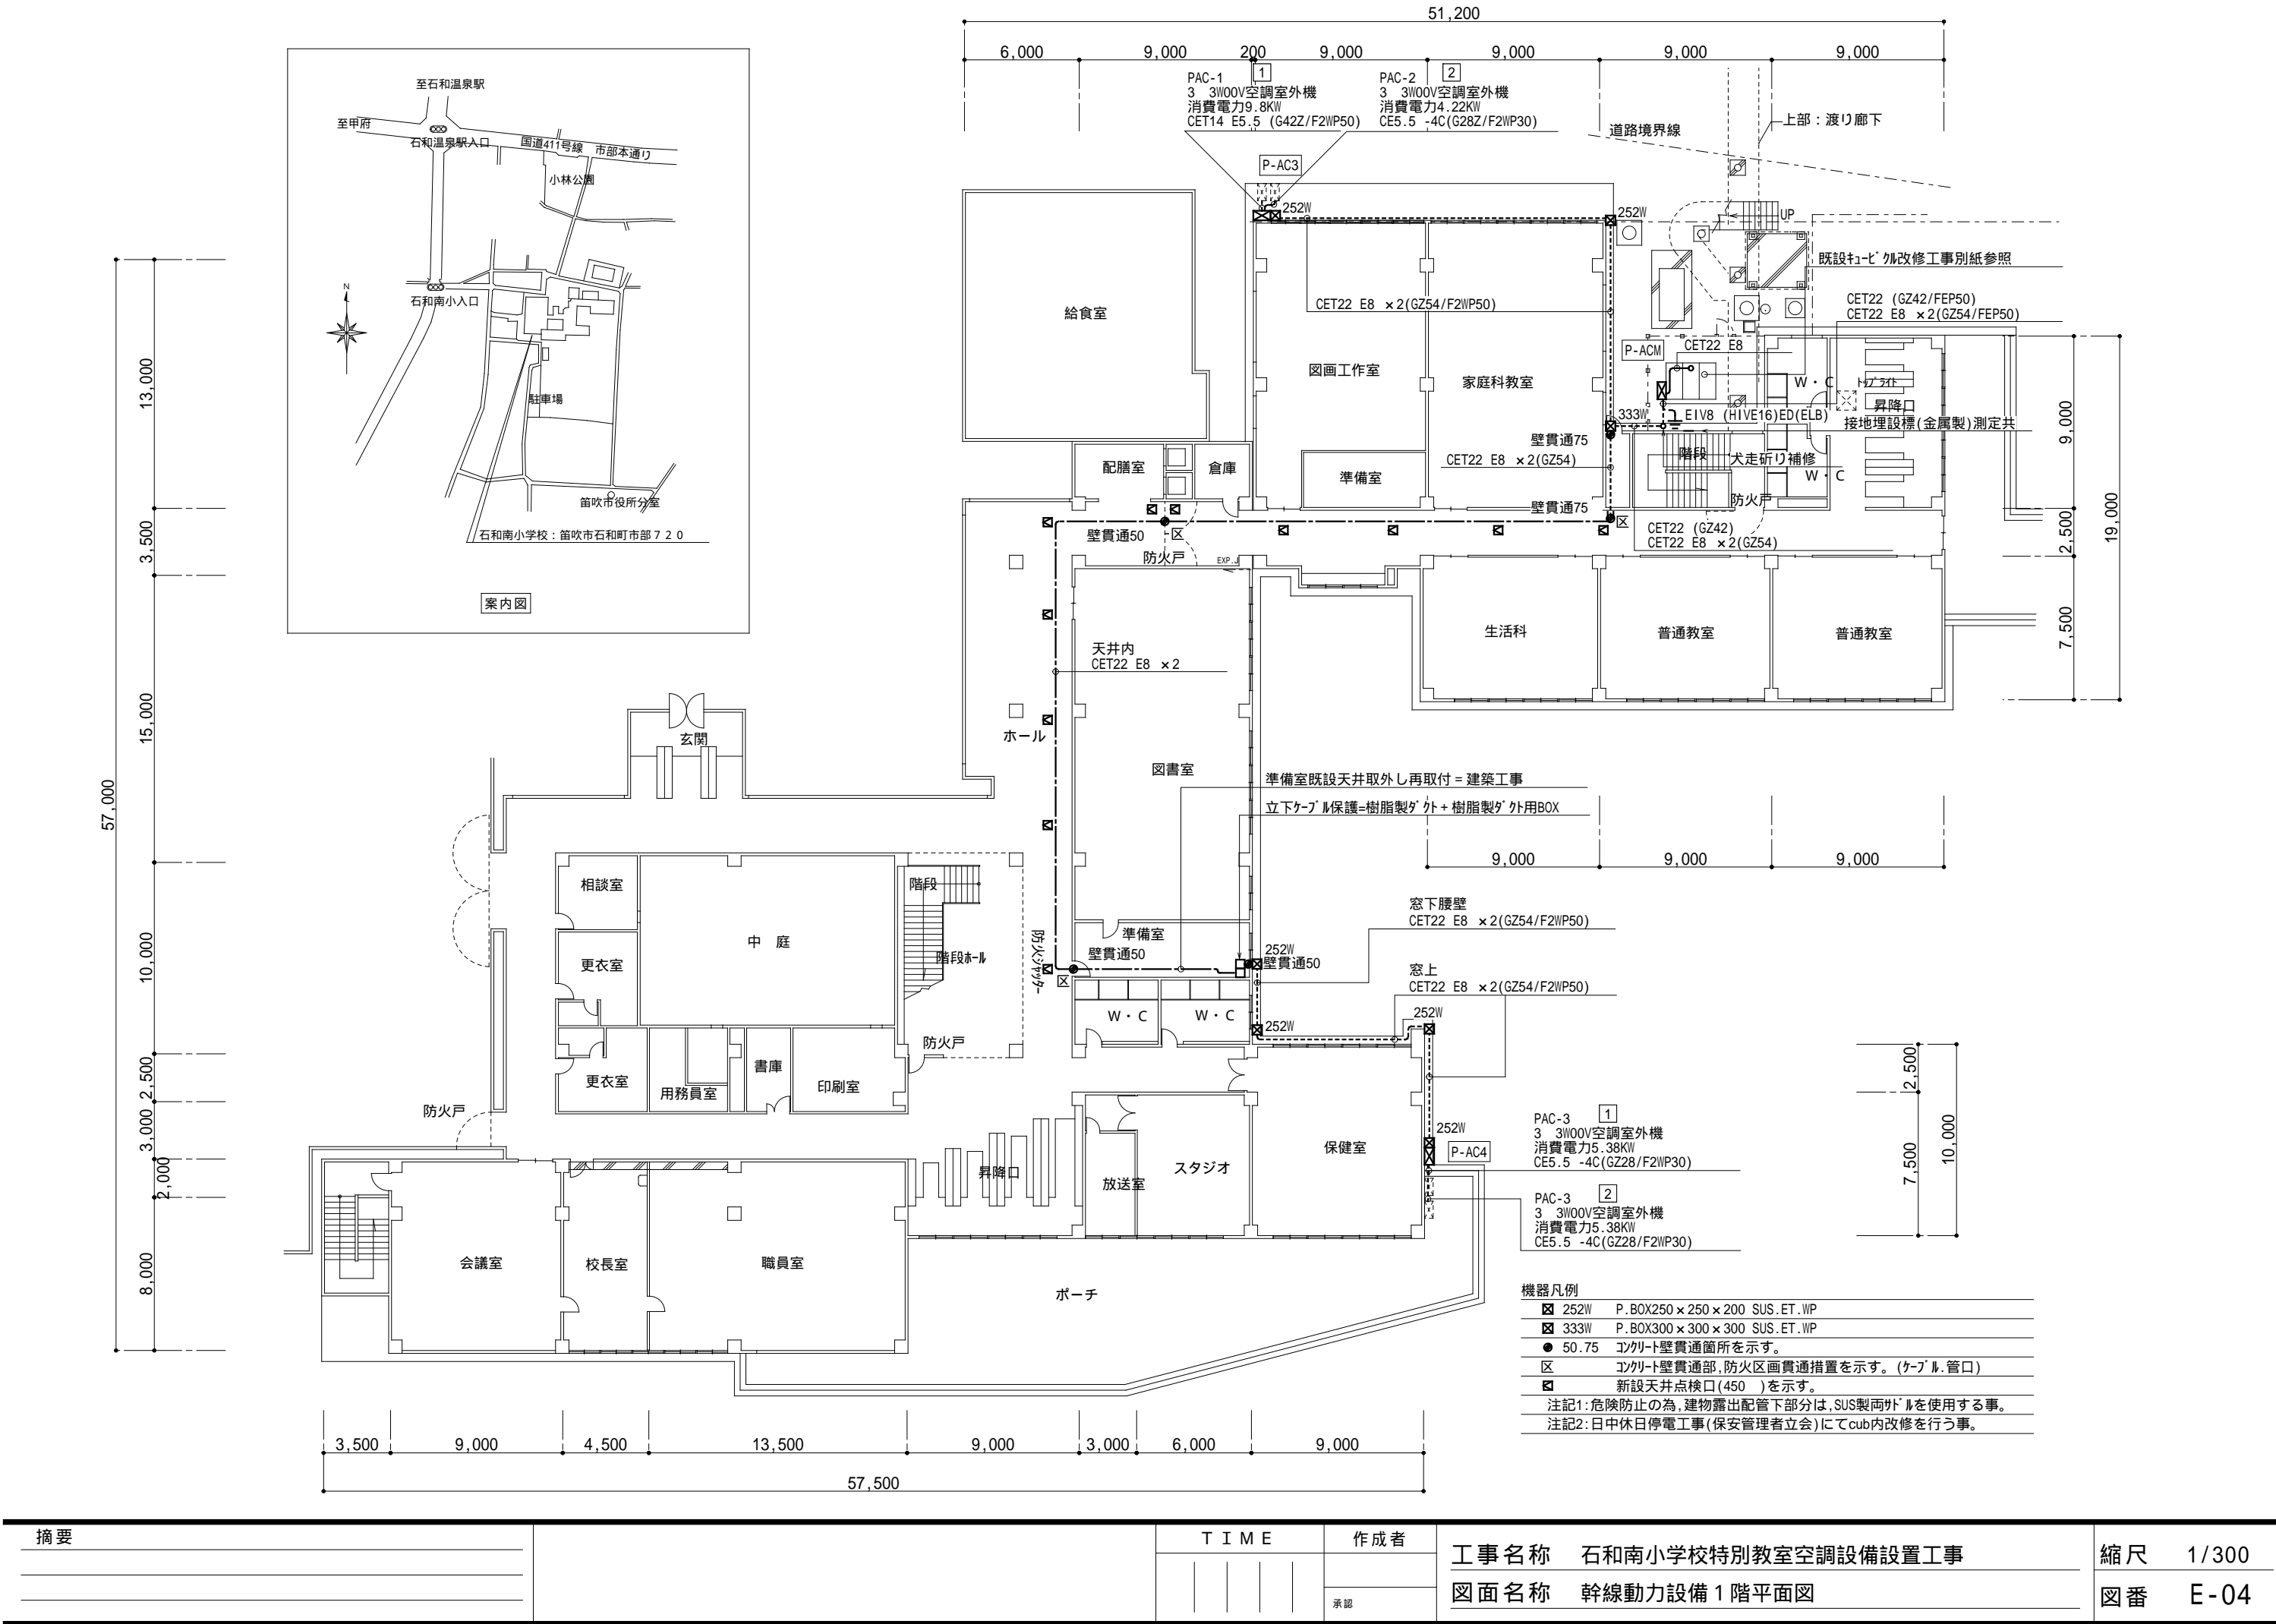 51,200
6,000 9,000 200 9,000 9,000 9,000 9,000
PAC-1 1
3 3W00V空調室外機
消費電力9.8KW
CET14 E5.5 (G42Z/F2WP50)
PAC-2 2
3 3W00V空調室外機
消費電力4.22KW
CE5.5 -4C(G28Z/F2WP30)
道路境界線
上部：渡り廊下
P-AC3
252W
252W
UP
既設ｷｭｰﾋﾞｸﾙ改修工事別紙参照
CET22 (GZ42/FEP50)
CET22 E8 ×2(GZ54/FEP50)
CET22 E8 ×2(GZ54/F2WP50)
P-ACM
CET22 E8
給食室
図画工作室
家庭科教室
W・C
ﾄｯﾌﾟﾗｲﾄ
昇降口
333W
EIV8 (HIVE16)ED(ELB)
接地埋設標(金属製)測定共
壁貫通75
CET22 E8 ×2(GZ54)
階段
犬走斫り補修
W・C
配膳室
倉庫
準備室
防火戸
壁貫通75
区
CET22 (GZ42)
CET22 E8 ×2(GZ54)
壁貫通50
区
防火戸
EXP.J
生活科
普通教室
普通教室
13,000
3,500
15,000
57,000
10,000
2,500
3,000
2,000
8,000
9,000
2,500
7,500
19,000
至石和温泉駅
至甲府
石和温泉駅入口
国道411号線 市部本通り
小林公園
N
石和南小入口
駐車場
笛吹市役所分室
石和南小学校：笛吹市石和町市部７２０
案内図
天井内
CET22 E8 ×2
玄関
ホール
図書室
準備室既設天井取外し再取付＝建築工事
立下ｹｰﾌﾞﾙ保護=樹脂製ﾀﾞｸﾄ＋樹脂製ﾀﾞｸﾄ用BOX
9,000 9,000 9,000
相談室
中 庭
階段
階段ﾎｰﾙ
防火ｼｬｯﾀｰ
更衣室
準備室
壁貫通50
区
252W
壁貫通50
窓下腰壁
CET22 E8 ×2(GZ54/F2WP50)
窓上
CET22 E8 ×2(GZ54/F2WP50)
W・C
W・C
252W
252W
防火戸
更衣室
用務員室
書庫
印刷室
防火戸
2,500
7,500
10,000
252W
P-AC4
PAC-3 1
3 3W00V空調室外機
消費電力5.38KW
CE5.5 -4C(GZ28/F2WP30)
PAC-3 2
3 3W00V空調室外機
消費電力5.38KW
CE5.5 -4C(GZ28/F2WP30)
昇降口
放送室
スタジオ
保健室
会議室
校長室
職員室
ポーチ
機器凡例
252W P.BOX250×250×200 SUS.ET.WP
333W P.BOX300×300×300 SUS.ET.WP
50.75 ｺﾝｸﾘｰﾄ壁貫通箇所を示す。
区 ｺﾝｸﾘｰﾄ壁貫通部,防火区画貫通措置を示す。(ｹｰﾌﾞﾙ.管口)
新設天井点検口(450 )を示す。
注記1:危険防止の為,建物露出配管下部分は,SUS製両ｻﾄﾞﾙを使用する事。
注記2:日中休日停電工事(保安管理者立会)にてcub内改修を行う事。
3,500 9,000 4,500 13,500 9,000 3,000 6,000 9,000
57,500
摘要
ＴＩＭＥ
作成者
承認
工事名称 石和南小学校特別教室空調設備設置工事
図面名称 幹線動力設備１階平面図
縮尺 1/300
図番 E-04